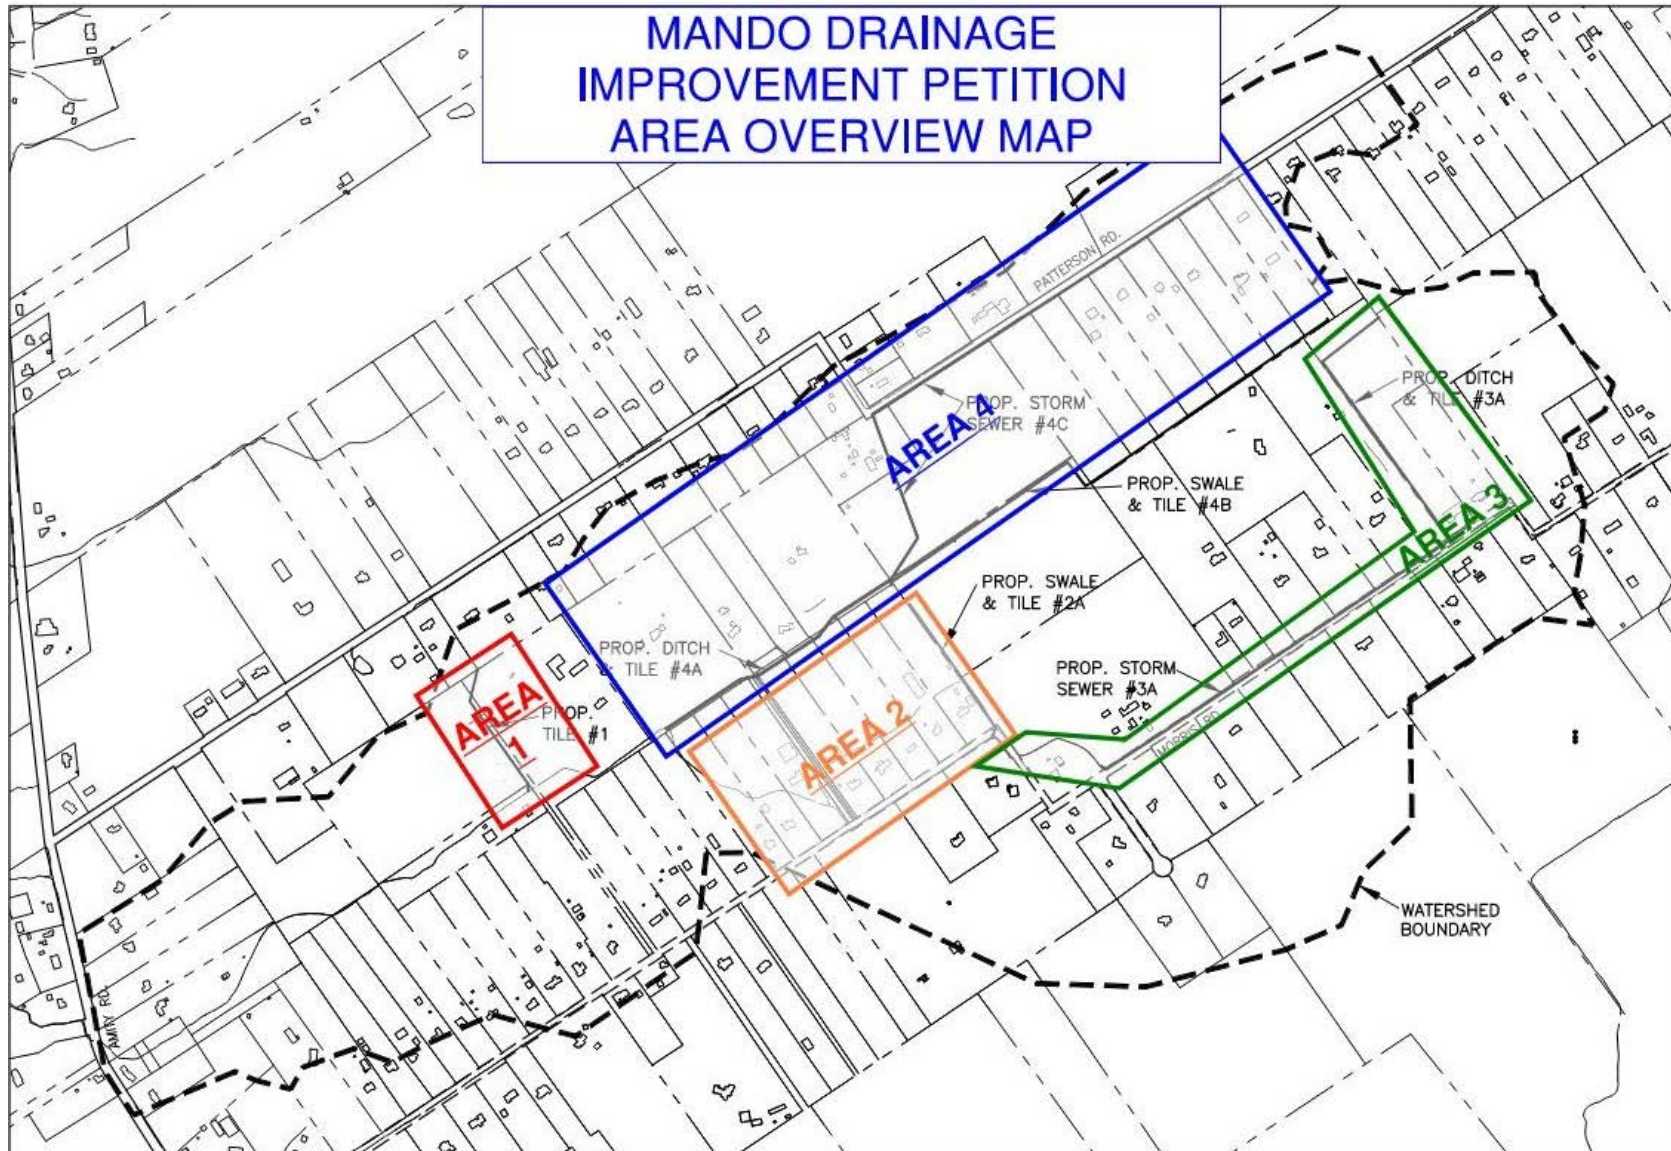 MANDO DRAINAGE
IMPROVEMENT PETITION
AREA OVERVIEW MAP
PATTERSON RD.
PROP. DITCH
& TILE #3A
PROP. STORM
SEWER #4C
AREA 4
PROP. SWALE
& TILE #4B
AREA 3
PROP. SWALE
& TILE #2A
PROP. DITCH
& TILE #4A
PROP. STORM
SEWER #3A
AREA
1
PROP.
TILE #1
AREA 2
MORRIS RD.
WATERSHED
BOUNDARY
AMITY RD.